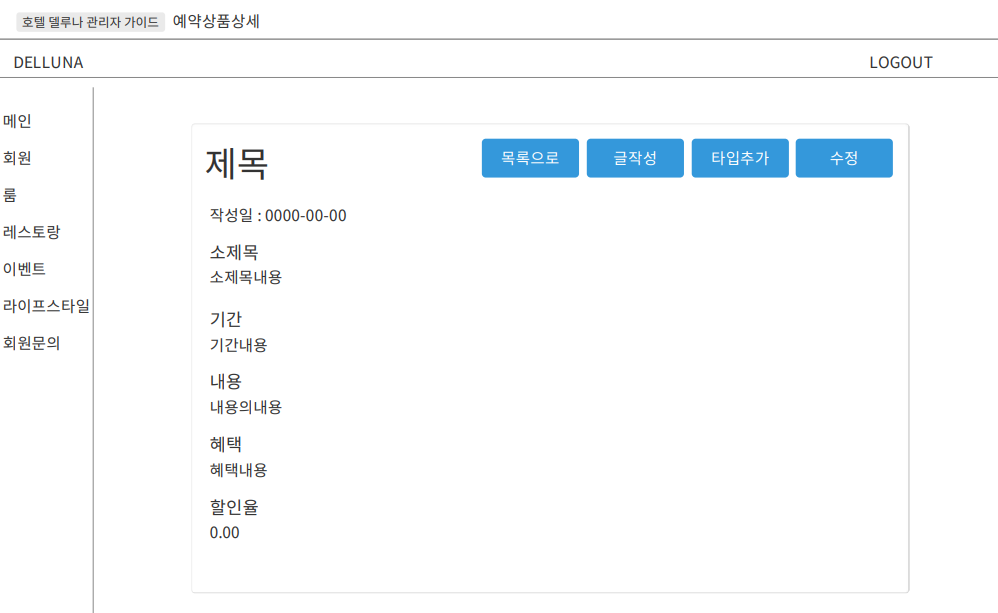 호텔 델루나 관리자 가이드 예약상품상세
DELLUNA LOGOUT
메인
회원
룸
레스토랑
이벤트
라이프스타일
회원문의
제목 목록으로 글작성 타입추가 수정
작성일 : 0000-00-00
소제목
소제목내용
기간
기간내용
내용
내용의내용
혜택
혜택내용
할인율
0.00